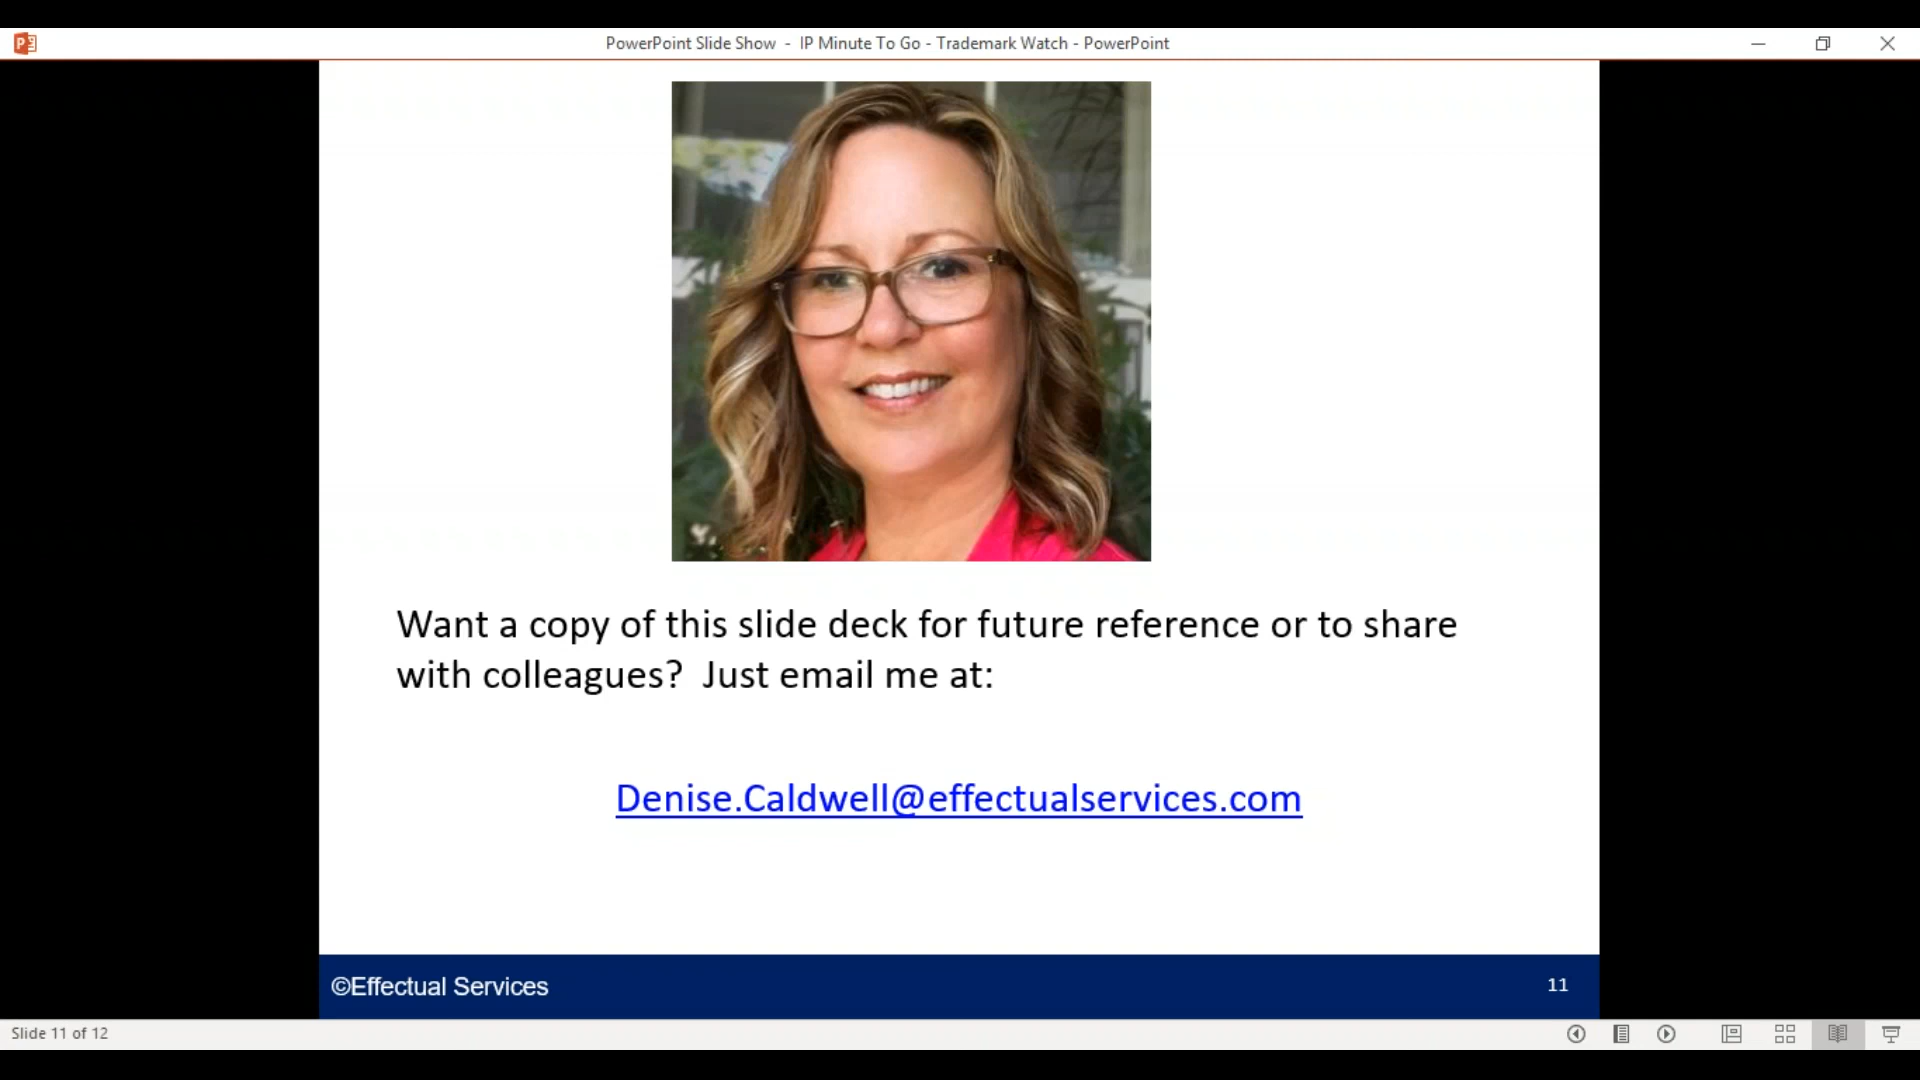 PowerPoint Slide Show  -  IP Minute To Go - Trademark Watch - PowerPoint
Want a copy of this slide deck for future reference or to share
with colleagues?  Just email me at:
Denise.Caldwell@effectualservices.com
©Effectual Services
11
Slide 11 of 12